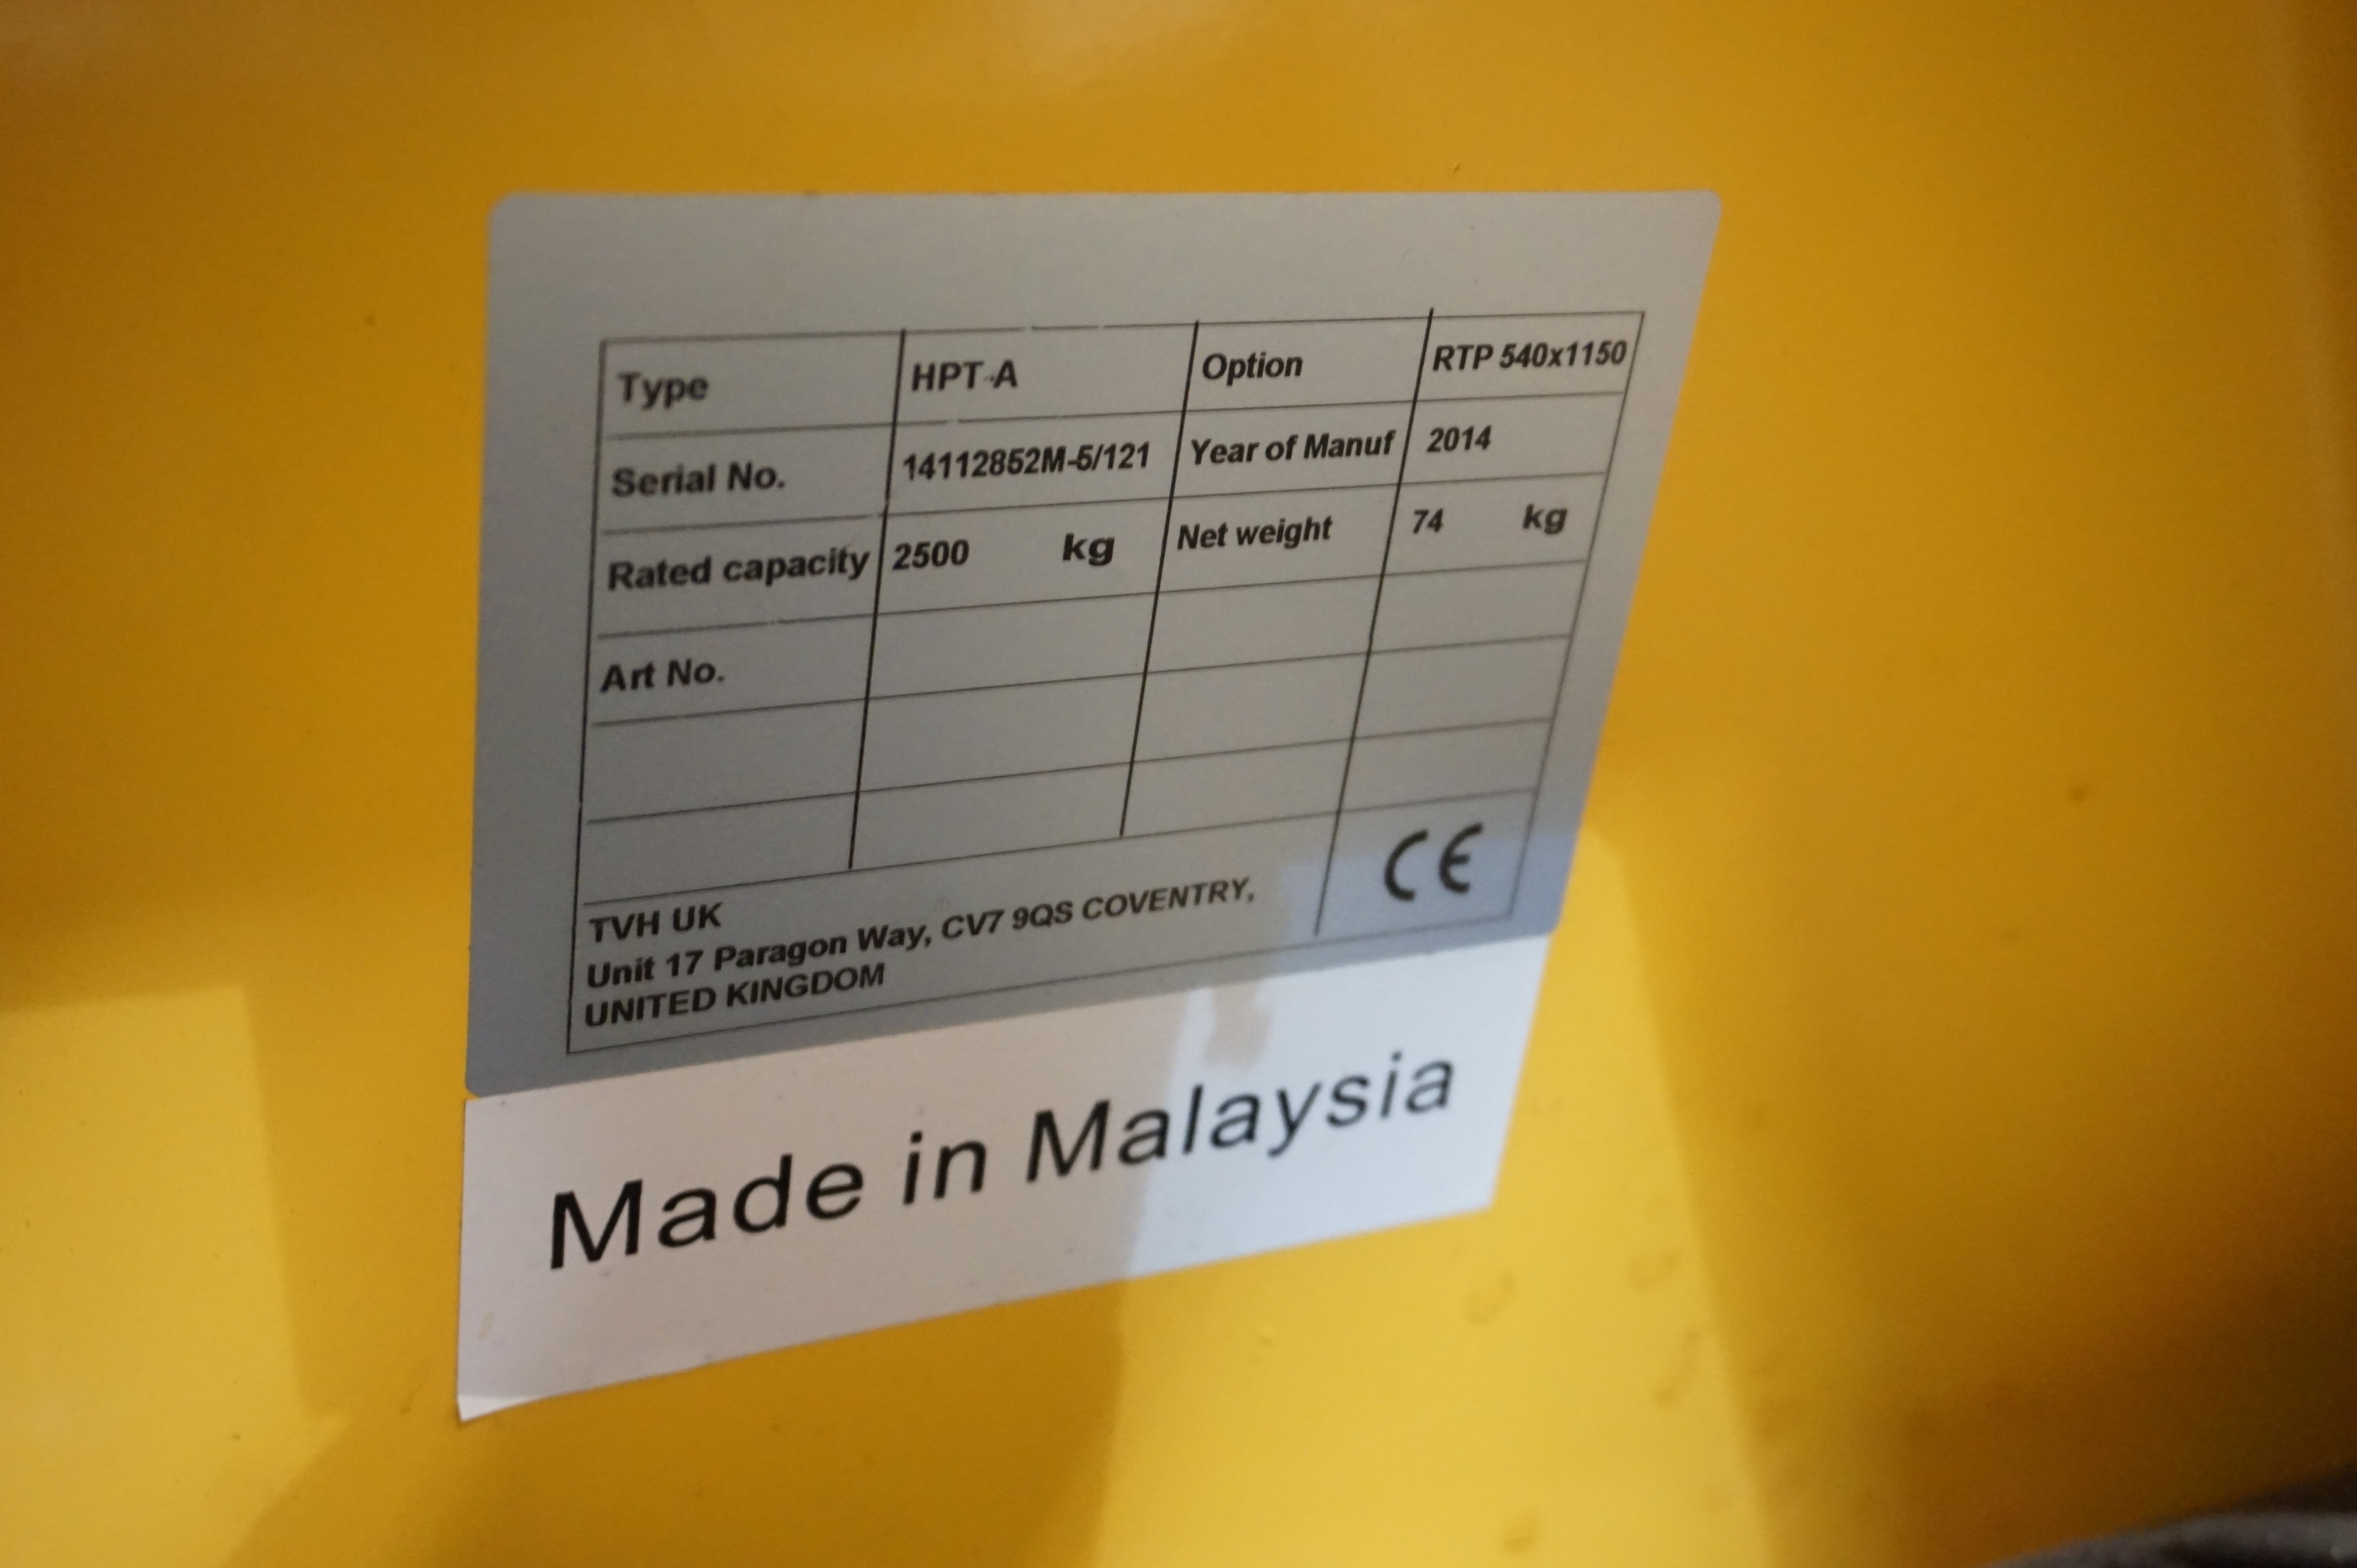 Type HPT-A Option RTP 540x1150
Serial No. 14112852M-5/121 Year of Manuf 2014
Rated capacity 2500 kg Net weight 74 kg
Art No.
TVH UK
Unit 17 Paragon Way, CV7 9QS COVENTRY,
UNITED KINGDOM
CE
Made in Malaysia